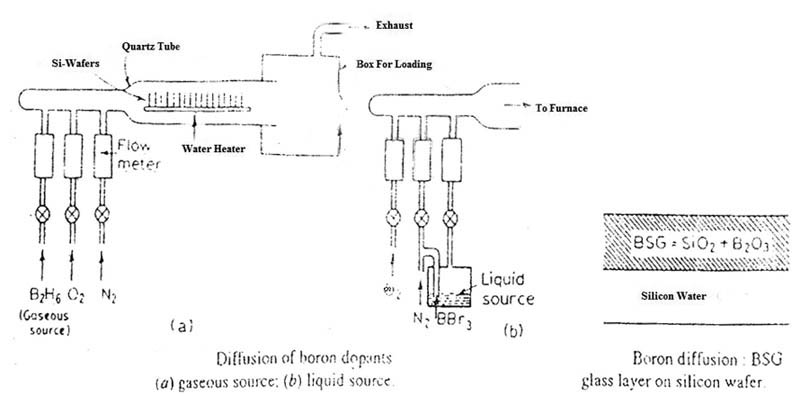 Exhaust
Quartz Tube
Si-Wafers
Box For Loading
To Furnace
Water Heater
Flow
meter
B2H6 O2 N2
(Gaseous
source)
(a)
Liquid
source
N2 BBr3
(b)
BSG = SiO2 + B2O3
Silicon Water
Diffusion of boron dopants
(a) gaseous source; (b) liquid source.
Boron diffusion : BSG
glass layer on silicon wafer.